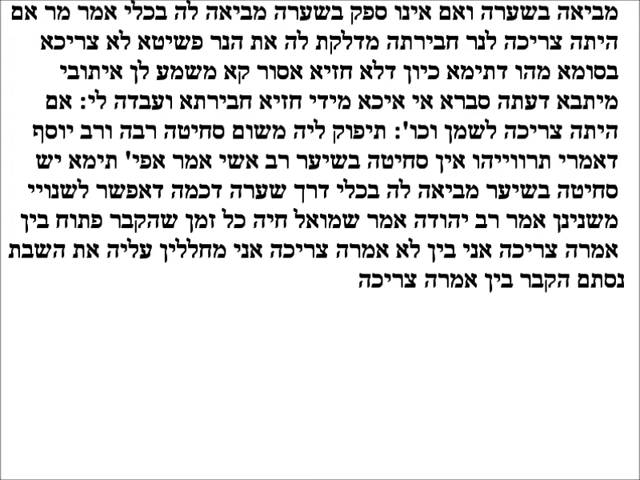 מביאה בשערה ואם אינו ספק בשערה מביאה לה בכלי אמר מר אם
היתה צריכה לנר חבירתה מדלקת לה את הנר פשיטא לא צריכא
בסומא מהו דתימא כיון דלא חזיא אסור קא משמע לן איתובי
מיתבא דעתה סברא אי איכא מידי חזיא חבירתא ועבדה לי: אם
היתה צריכה לשמן וכו': תיפוק ליה משום סחיטה רבה ורב יוסף
דאמרי תרווייהו אין סחיטה בשיער רב אשי אמר אפי' תימא יש
סחיטה בשיער מביאה לה בכלי דרך שערה דכמה דאפשר לשנויי
משנינן אמר רב יהודה אמר שמואל חיה כל זמן שהקבר פתוח בין
אמרה צריכה אני בין לא אמרה צריכה אני מחללין עליה את השבת
נסתם הקבר בין אמרה צריכה